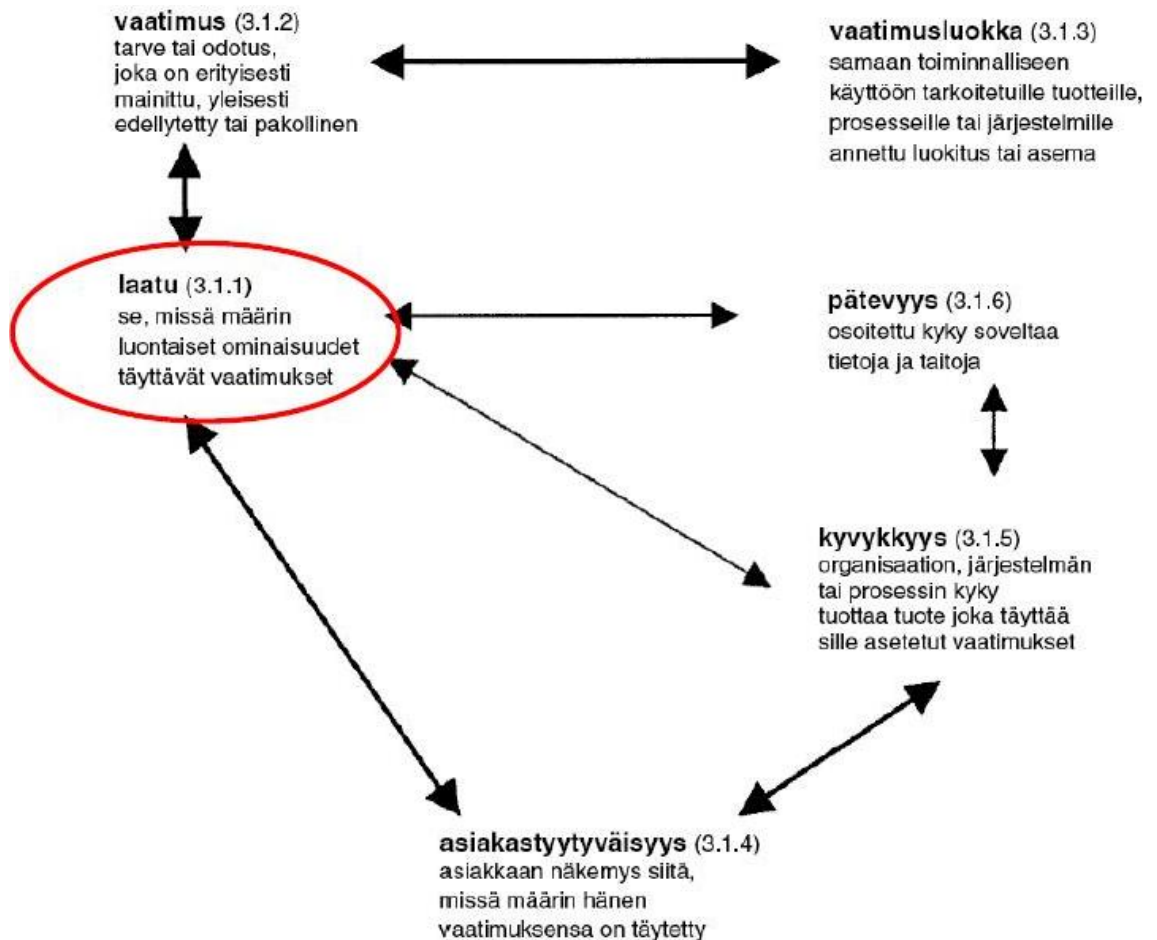 vaatimus (3.1.2)
tarve tai odotus,
joka on erityisesti
mainittu, yleisesti
edellytetty tai pakollinen
vaatimusluokka (3.1.3)
samaan toiminnalliseen
käyttöön tarkoitetuille tuotteille,
prosesseille tai järjestelmille
annettu luokitus tai asema
laatu (3.1.1)
se, missä määrin
luontaiset ominaisuudet
täyttävät vaatimukset
pätevyys (3.1.6)
osoitettu kyky soveltaa
tietoja ja taitoja
kyvykkyys (3.1.5)
organisaation, järjestelmän
tai prosessin kyky
tuottaa tuote joka täyttää
sille asetetut vaatimukset
asiakastyytyväisyys (3.1.4)
asiakkaan näkemys siitä,
missä määrin hänen
vaatimuksensa on täytetty